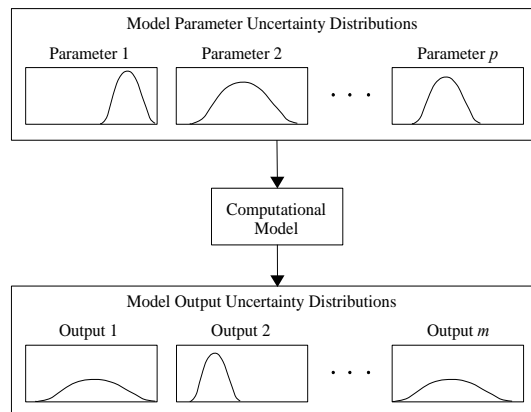 Model Parameter Uncertainty Distributions
Parameter 1
Parameter 2
Parameter p
. . .
Computational
Model
Model Output Uncertainty Distributions
Output 1
Output 2
Output m
. . .